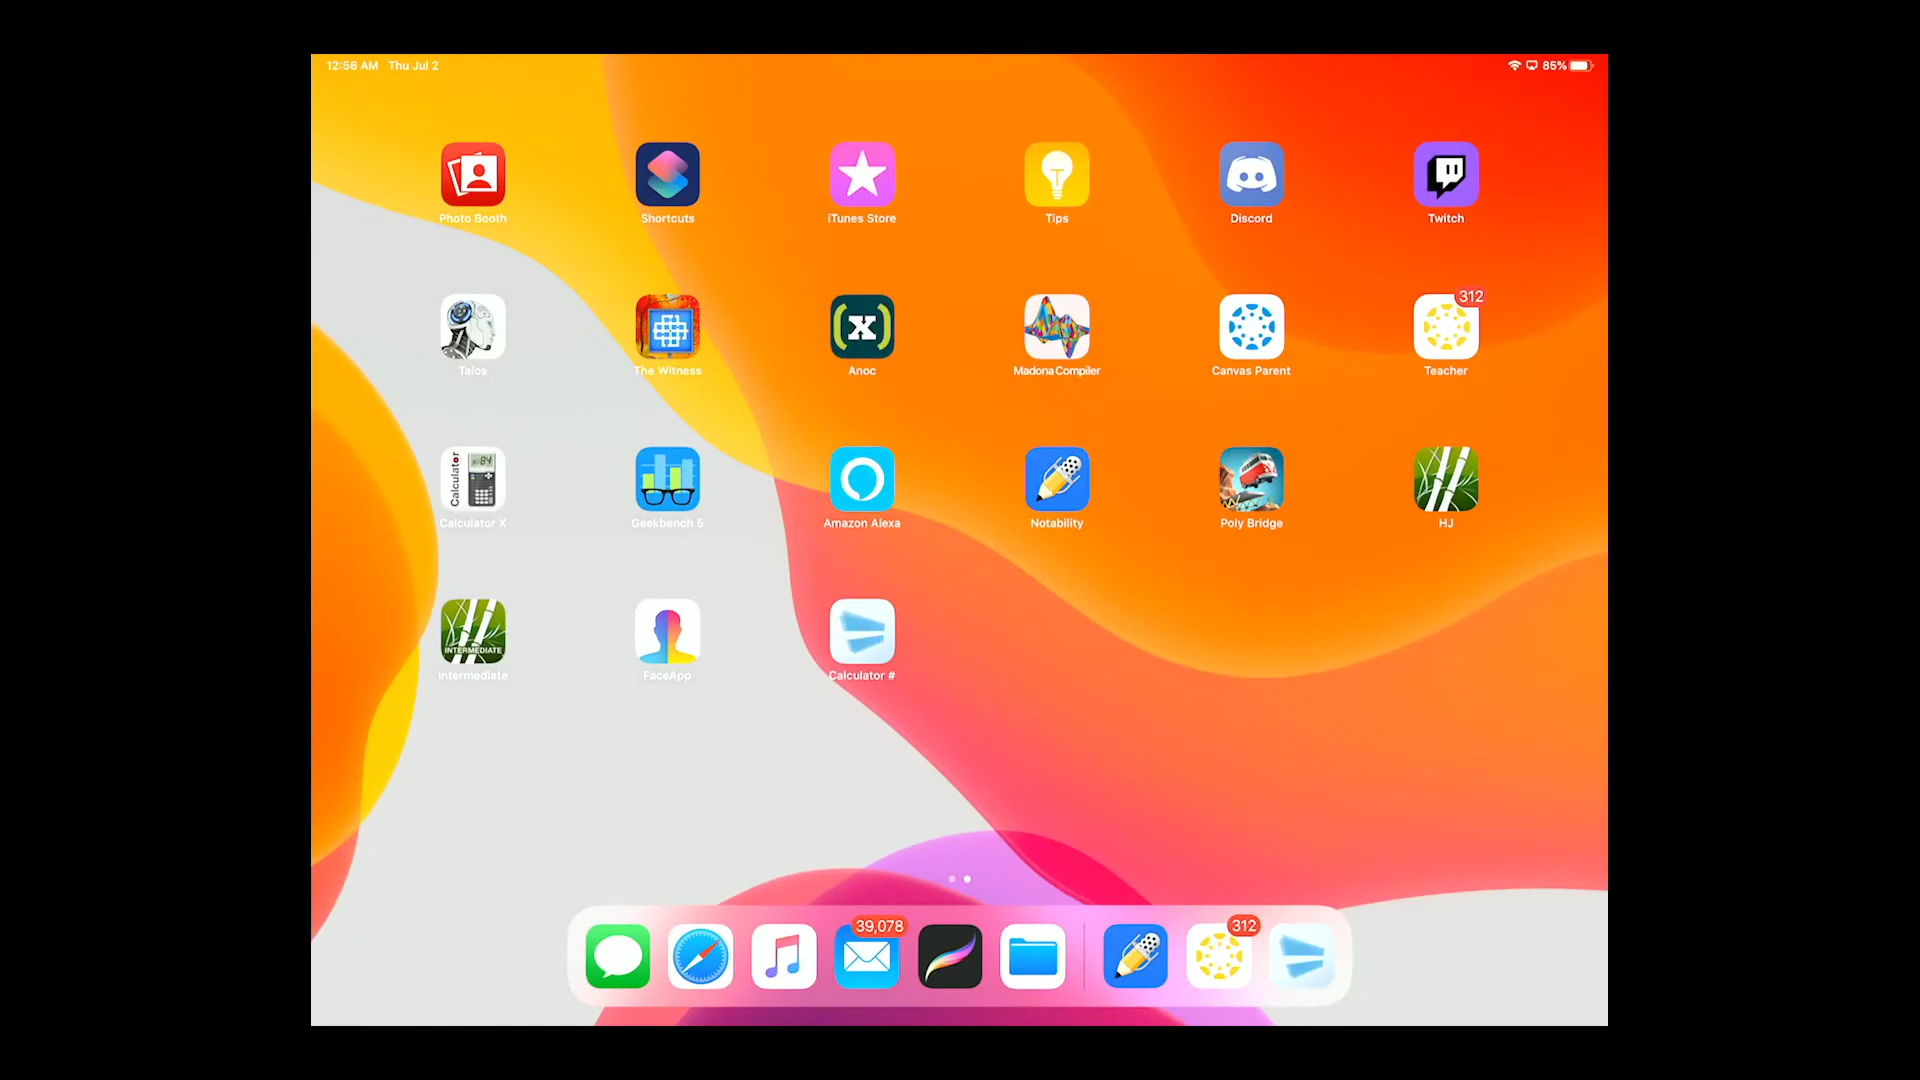 12:56 AM Thu Jul 2
85%
Photo Booth
Shortcuts
iTunes Store
Tips
Discord
Twitch
312
Talos
The Witness
Anoc
Madona Compiler
Canvas Parent
Teacher
Calculator
x84
Calculator X
Geekbench 5
Amazon Alexa
Notability
Poly Bridge
HJ
INTERMEDIATE
Intermediate
FaceApp
Calculator #
39,078
312